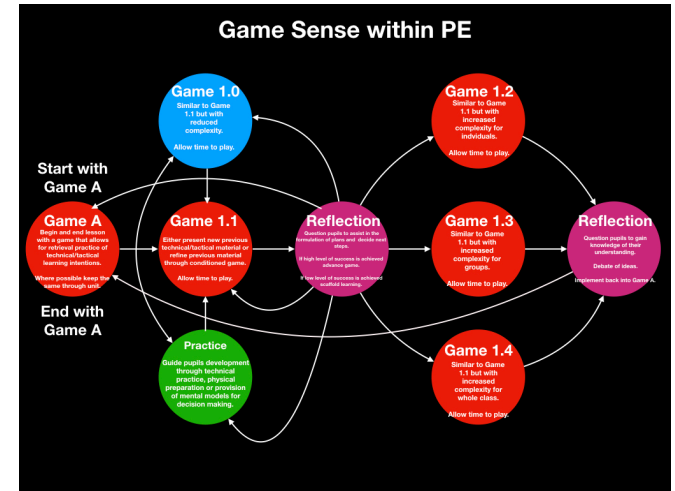 Game Sense within PE
Game 1.0
Similar to Game
1.1 but with
reduced
complexity.
Allow time to play.
Game 1.2
Similar to Game
1.1 but with
increased
complexity for
indviduals.
Allow time to play.
Start with
Game A
Game A
Begin and end lesson
with a game that allows
for retrieval practice of
technical/tactical
learning intentions.
Where possible keep the
same through unit.
End with
Game A
Game 1.1
Either present new previous
technical/tactical material or
refine previous material
through conditioned game.
Allow time to play.
Reflection
Question pupils to assist in the
formulation of plans and decide next
steps.
If high level of success is achieved
advance game.
If low level of success is achieved
scaffold learning.
Game 1.3
Similar to Game
1.1 but with
increased
complexity for
groups.
Allow time to play.
Reflection
Question pupils to gain
knowledge of their
understanding.
Debate of ideas.
Implement back into Game A.
Practice
Guide pupils development
through technical
practice, physical
preparation or provision
of mental models for
decision making.
Game 1.4
Similar to Game
1.1 but with
increased
complexity for
whole class.
Allow time to play.